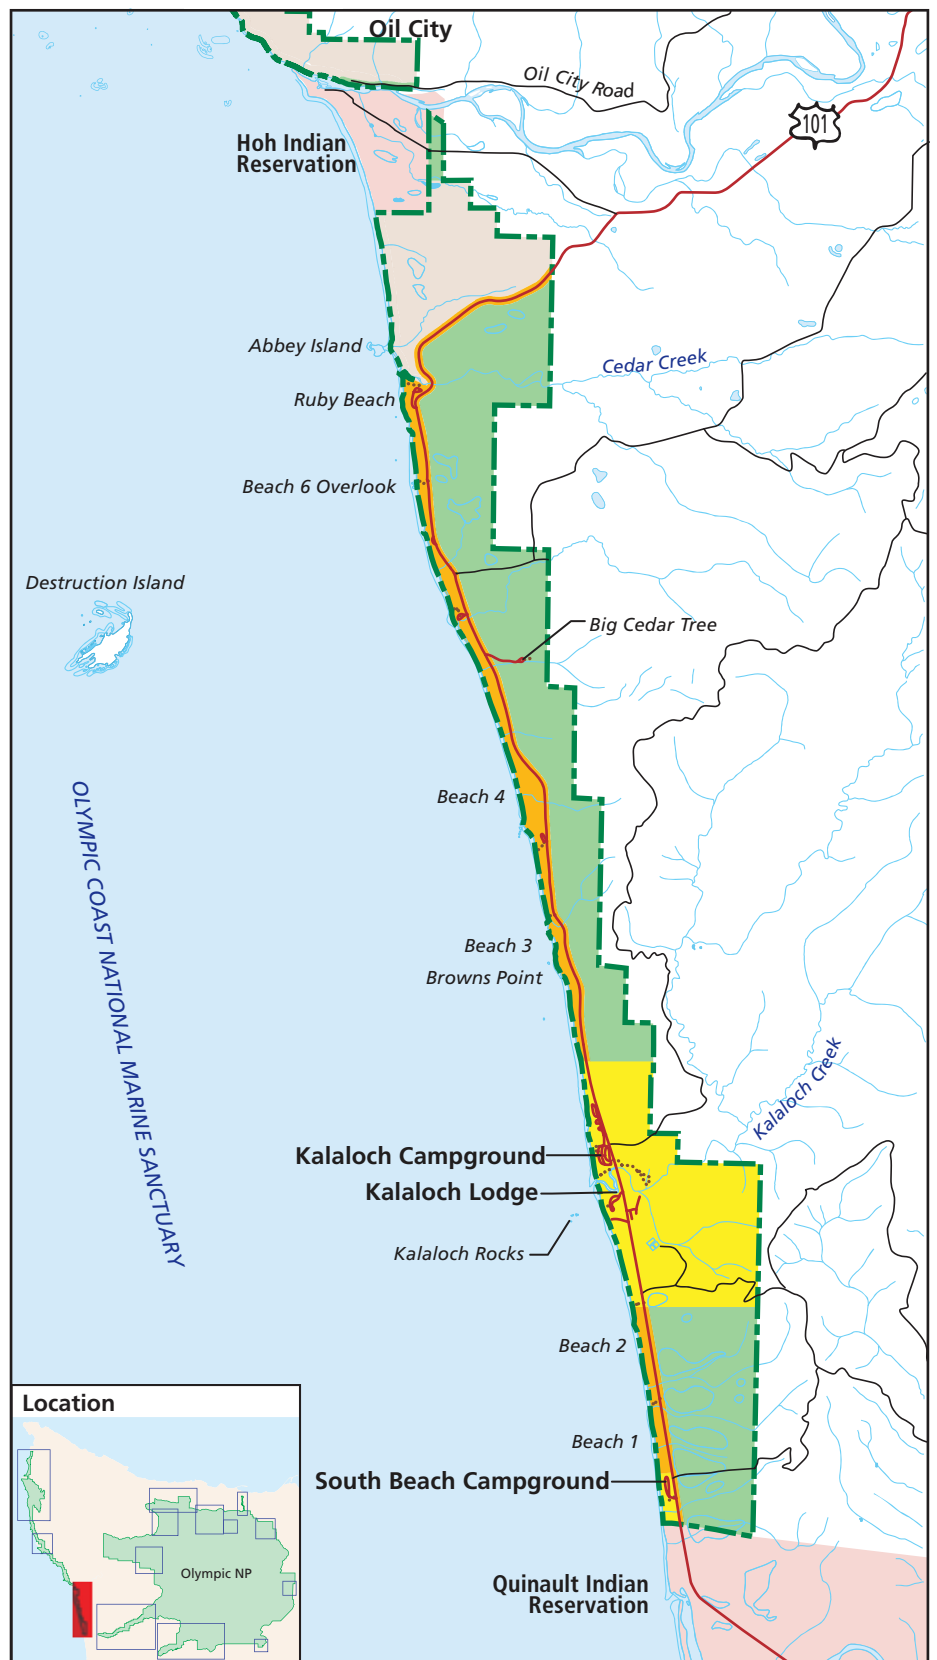 Oil City
Oil City Road
101
Hoh Indian
Reservation
Abbey Island
Cedar Creek
Ruby Beach
Beach 6 Overlook
Destruction Island
Big Cedar Tree
OLYMPIC COAST NATIONAL MARINE SANCTUARY
Beach 4
Beach 3
Browns Point
Kalaloch Creek
Kalaloch Campground
Kalaloch Lodge
Kalaloch Rocks
Beach 2
Beach 1
South Beach Campground
Location
Olympic NP
Quinault Indian
Reservation